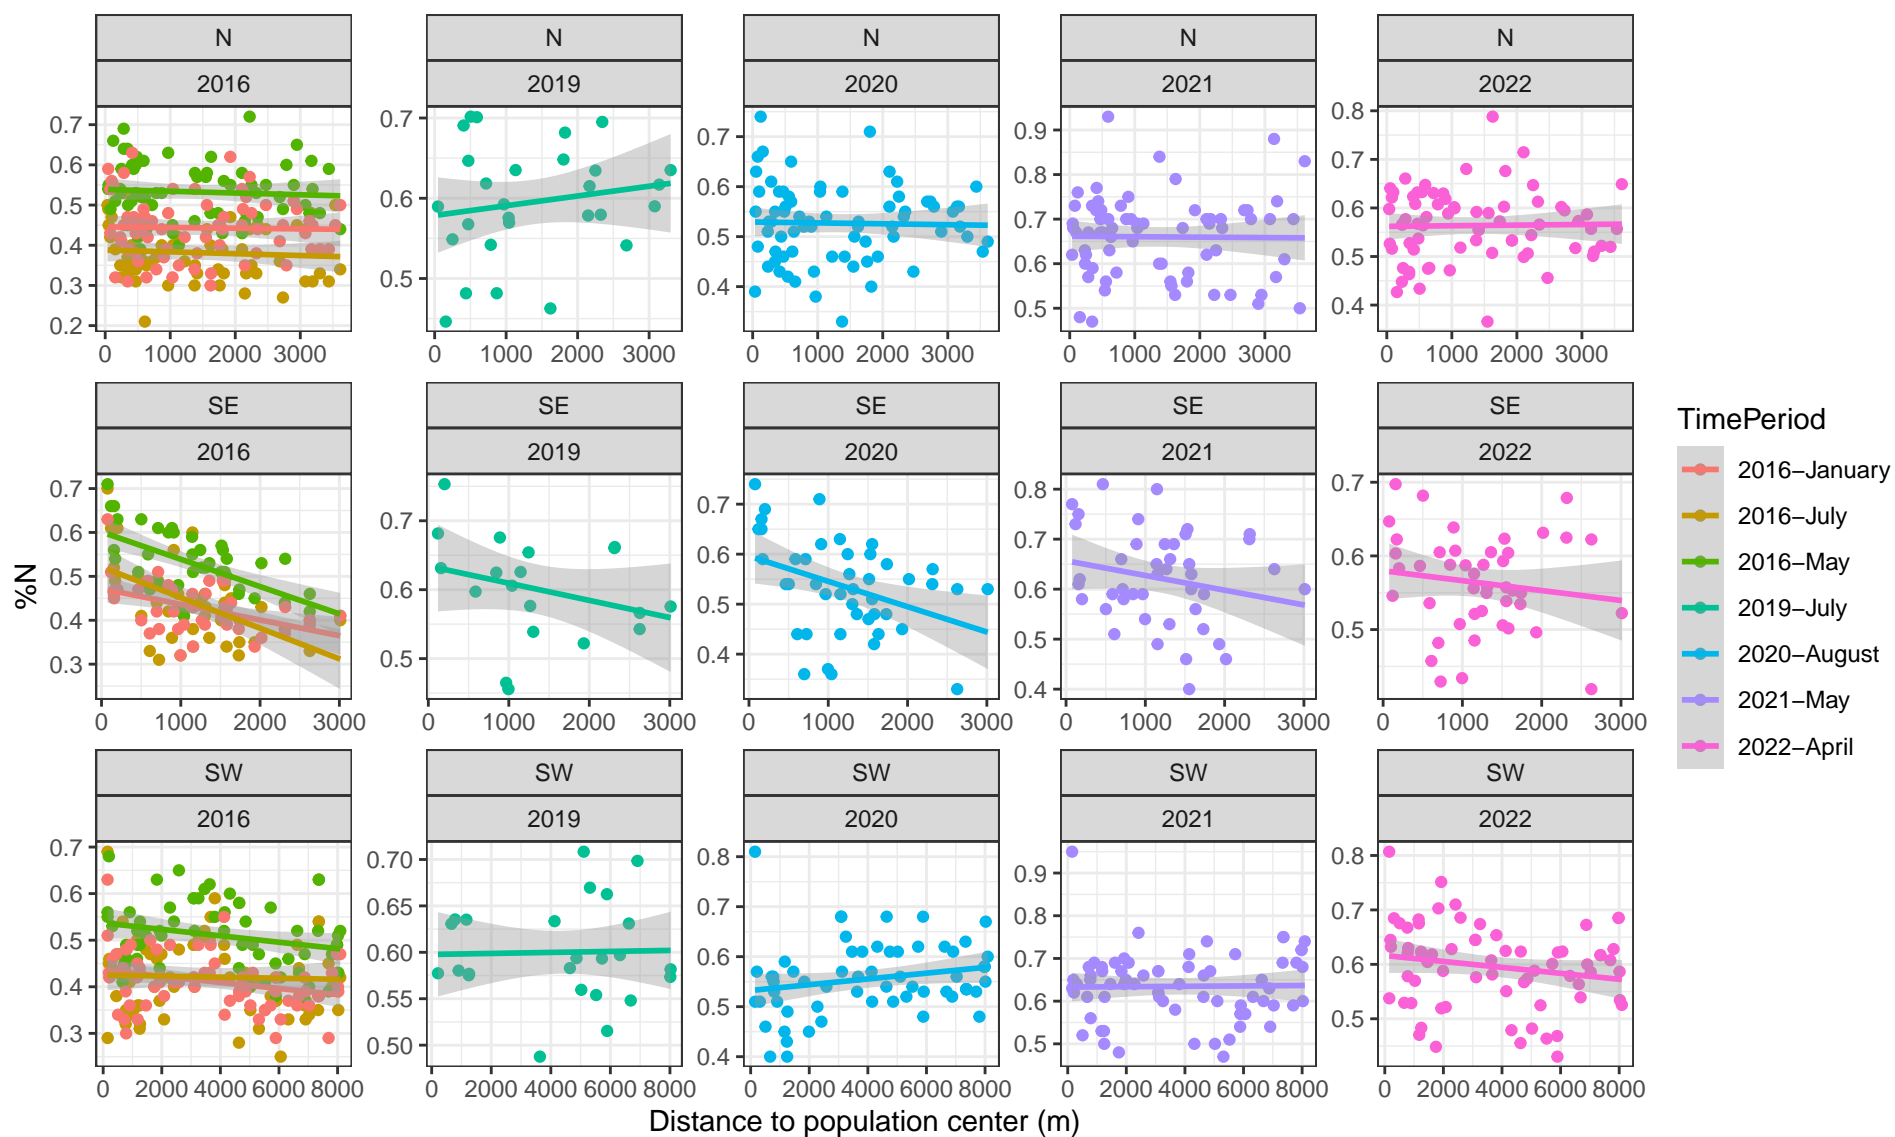 N N N N N
2016 2019 2020 2021 2022
0.7 0.6 0.5 0.4 0.3 0.2
0.7 0.6 0.5
0.7 0.6 0.5 0.4
0.9 0.8 0.7 0.6 0.5
0.8 0.7 0.6 0.5 0.4
0 1000 2000 3000 0 1000 2000 3000 0 1000 2000 3000 0 1000 2000 3000 0 1000 2000 3000
SE SE SE SE SE
2016 2019 2020 2021 2022
0.7 0.6 0.5 0.4 0.3
0.7 0.6 0.5
0.7 0.6 0.5 0.4
0.8 0.7 0.6 0.5 0.4
0.7 0.6 0.5
0 1000 2000 3000 0 1000 2000 3000 0 1000 2000 3000 0 1000 2000 3000 0 1000 2000 3000
SW SW SW SW SW
2016 2019 2020 2021 2022
0.7 0.6 0.5 0.4 0.3
0.70 0.65 0.60 0.55 0.50
0.8 0.7 0.6 0.5 0.4
0.9 0.8 0.7 0.6 0.5
0.8 0.7 0.6 0.5
0 2000 4000 6000 8000 0 2000 4000 6000 8000 0 2000 4000 6000 8000 0 2000 4000 6000 8000 0 2000 4000 6000 8000
%N
Distance to population center (m)
TimePeriod
2016−January
2016−July
2016−May
2019−July
2020−August
2021−May
2022−April